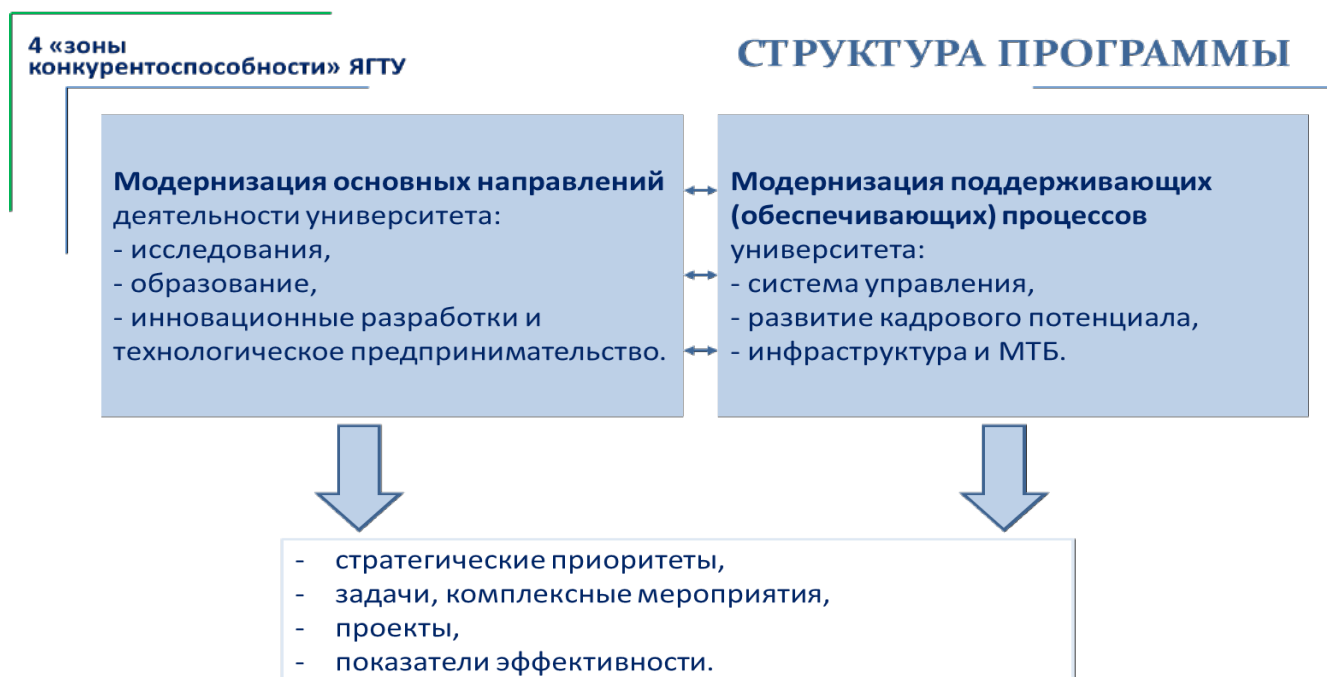 4 «зоны
конкурентоспособности» ЯГТУ
СТРУКТУРА ПРОГРАММЫ
Модернизация основных направлений
деятельности университета:
- исследования,
- образование,
- инновационные разработки и
технологическое предпринимательство.
Модернизация поддерживающих
(обеспечивающих) процессов
университета:
- система управления,
- развитие кадрового потенциала,
- инфраструктура и МТБ.
- стратегические приоритеты,
- задачи, комплексные мероприятия,
- проекты,
- показатели эффективности.